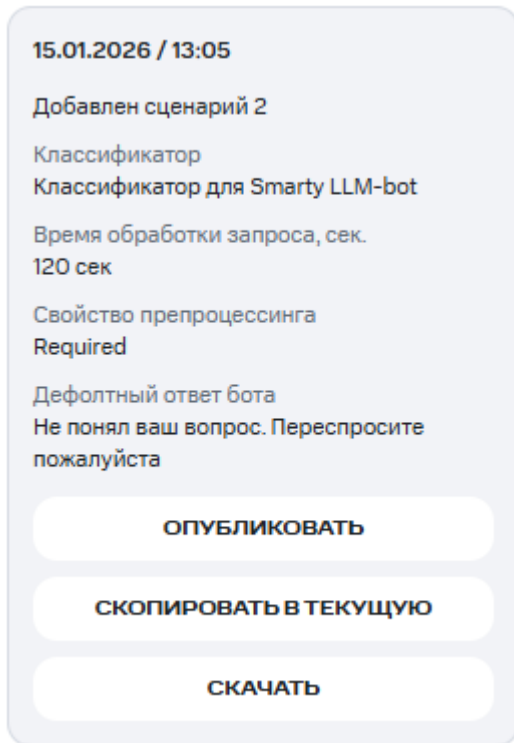 15.01.2026 / 13:05
Добавлен сценарий 2
Классификатор
Классификатор для Smarty LLM-bot
Время обработки запроса, сек.
120 сек
Свойство препроцессинга
Required
Дефолтный ответ бота
Не понял ваш вопрос. Переспросите
пожалуйста
ОПУБЛИКОВАТЬ
СКОПИРОВАТЬ В ТЕКУЩУЮ
СКАЧАТЬ